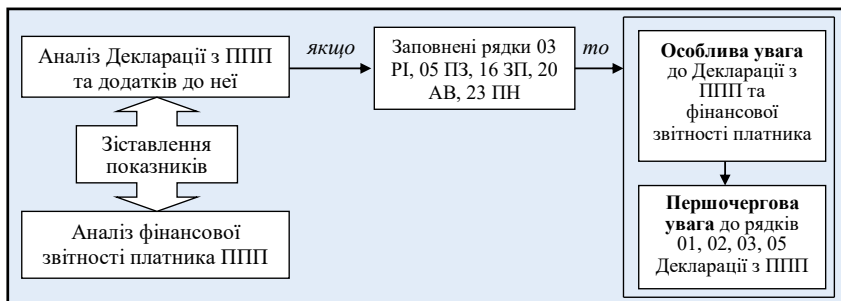 Аналіз Декларації з ППП
та додатків до неї
якщо
Заповнені рядки 03
РІ, 05 ПЗ, 16 ЗП, 20
АВ, 23 ПН
то
Особлива увага
до Декларації з
ППП та
фінансової
звітності платника
Зіставлення
показників
Аналіз фінансової
звітності платника ППП
Першочергова
увага до рядків
01, 02, 03, 05
Декларації з ППП